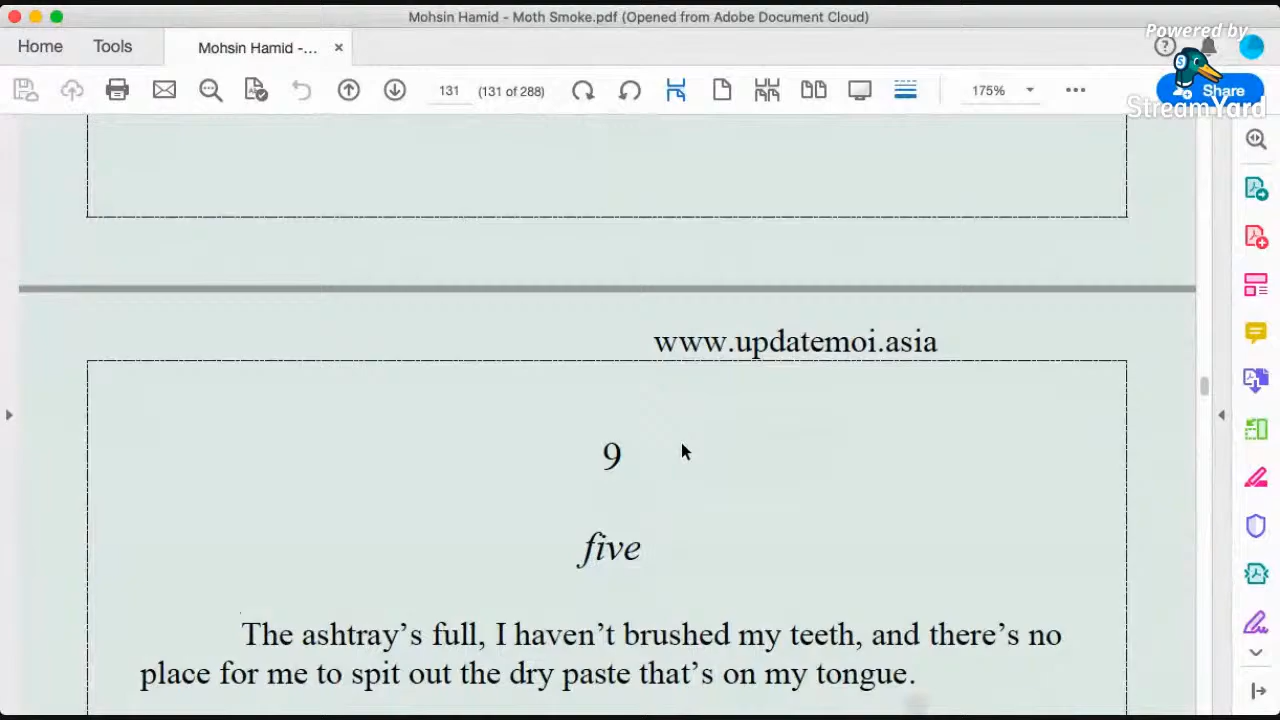 Mohsin Hamid - Moth Smoke.pdf (Opened from Adobe Document Cloud)
Powered by
Home Tools Mohsin Hamid -... ×
131 (131 of 288) 175% Share
StreamYard
www.updatemoi.asia
9
five
The ashtray’s full, I haven’t brushed my teeth, and there’s no
place for me to spit out the dry paste that’s on my tongue.